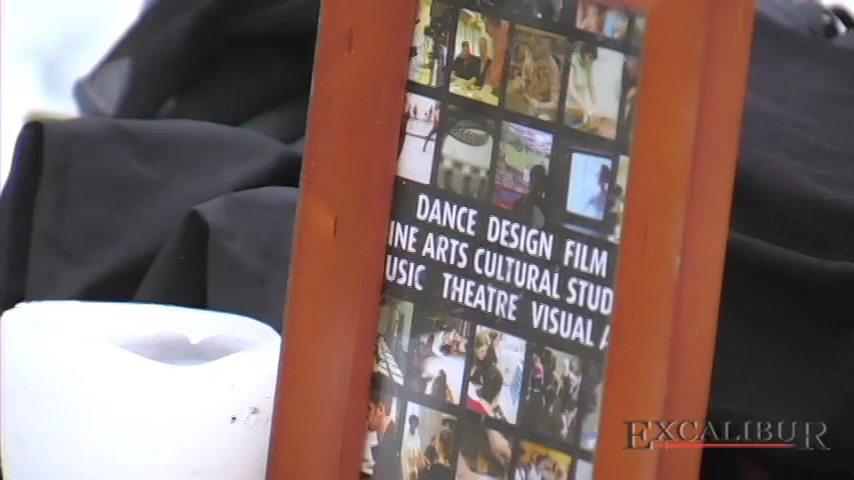 DANCE DESIGN FILM
INE ARTS CULTURAL STUD
USIC THEATRE VISUAL A
EXCALIBUR